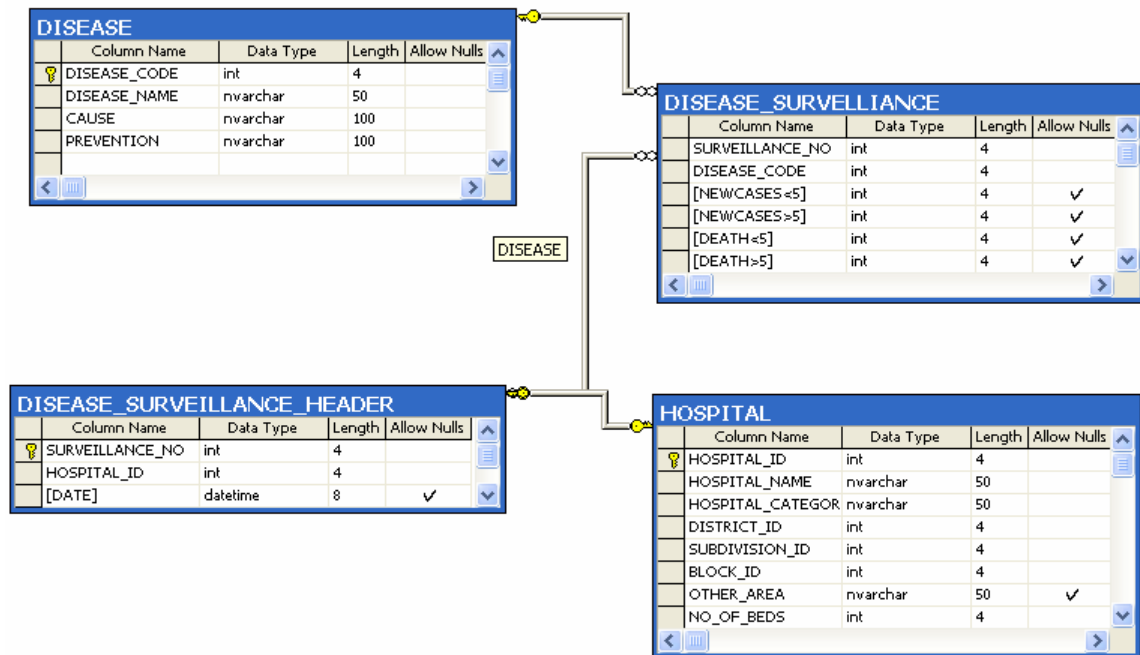 DISEASE
Column Name Data Type Length Allow Nulls
DISEASE_CODE int 4
DISEASE_NAME nvarchar 50
CAUSE nvarchar 100
PREVENTION nvarchar 100
DISEASE_SURVELLIANCE
Column Name Data Type Length Allow Nulls
SURVEILLANCE_NO int 4
DISEASE_CODE int 4
[NEWCASES<5] int 4 ✓
[NEWCASES>5] int 4 ✓
[DEATH<5] int 4 ✓
[DEATH>5] int 4 ✓
DISEASE
DISEASE_SURVEILLANCE_HEADER
Column Name Data Type Length Allow Nulls
SURVEILLANCE_NO int 4
HOSPITAL_ID int 4
[DATE] datetime 8 ✓
HOSPITAL
Column Name Data Type Length Allow Nulls
HOSPITAL_ID int 4
HOSPITAL_NAME nvarchar 50
HOSPITAL_CATEGOR nvarchar 50
DISTRICT_ID int 4
SUBDIVISION_ID int 4
BLOCK_ID int 4
OTHER_AREA nvarchar 50 ✓
NO_OF_BEDS int 4